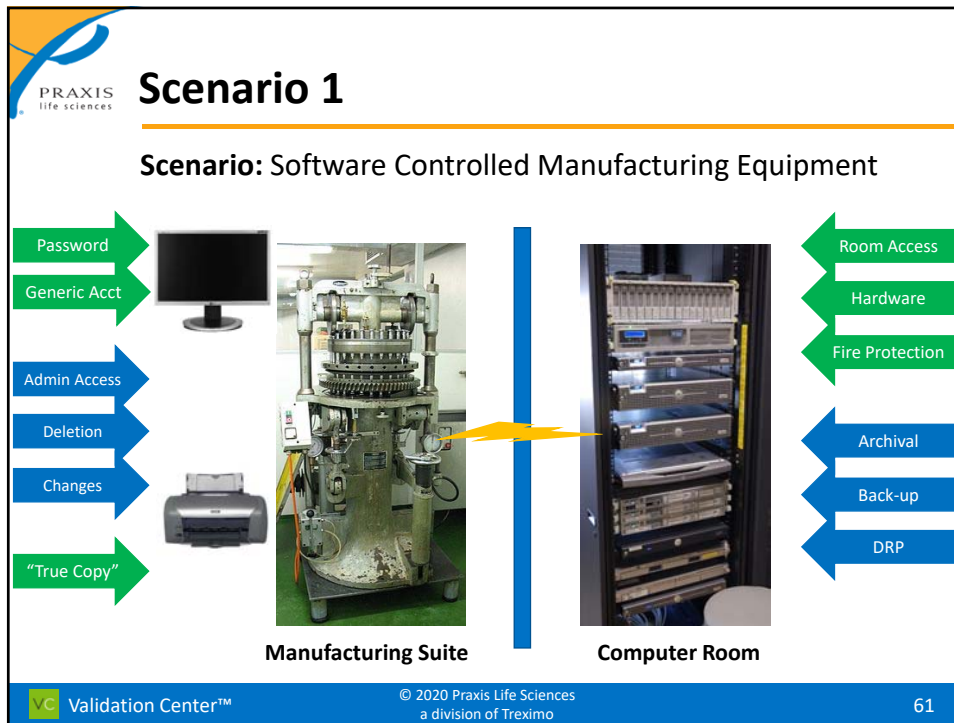 PRAXIS
life sciences
Scenario 1
Scenario: Software Controlled Manufacturing Equipment
Password
Generic Acct
Admin Access
Deletion
Changes
"True Copy"
Room Access
Hardware
Fire Protection
Archival
Back-up
DRP
Manufacturing Suite
Computer Room
VC Validation Center™
© 2020 Praxis Life Sciences
a division of Treximo
61